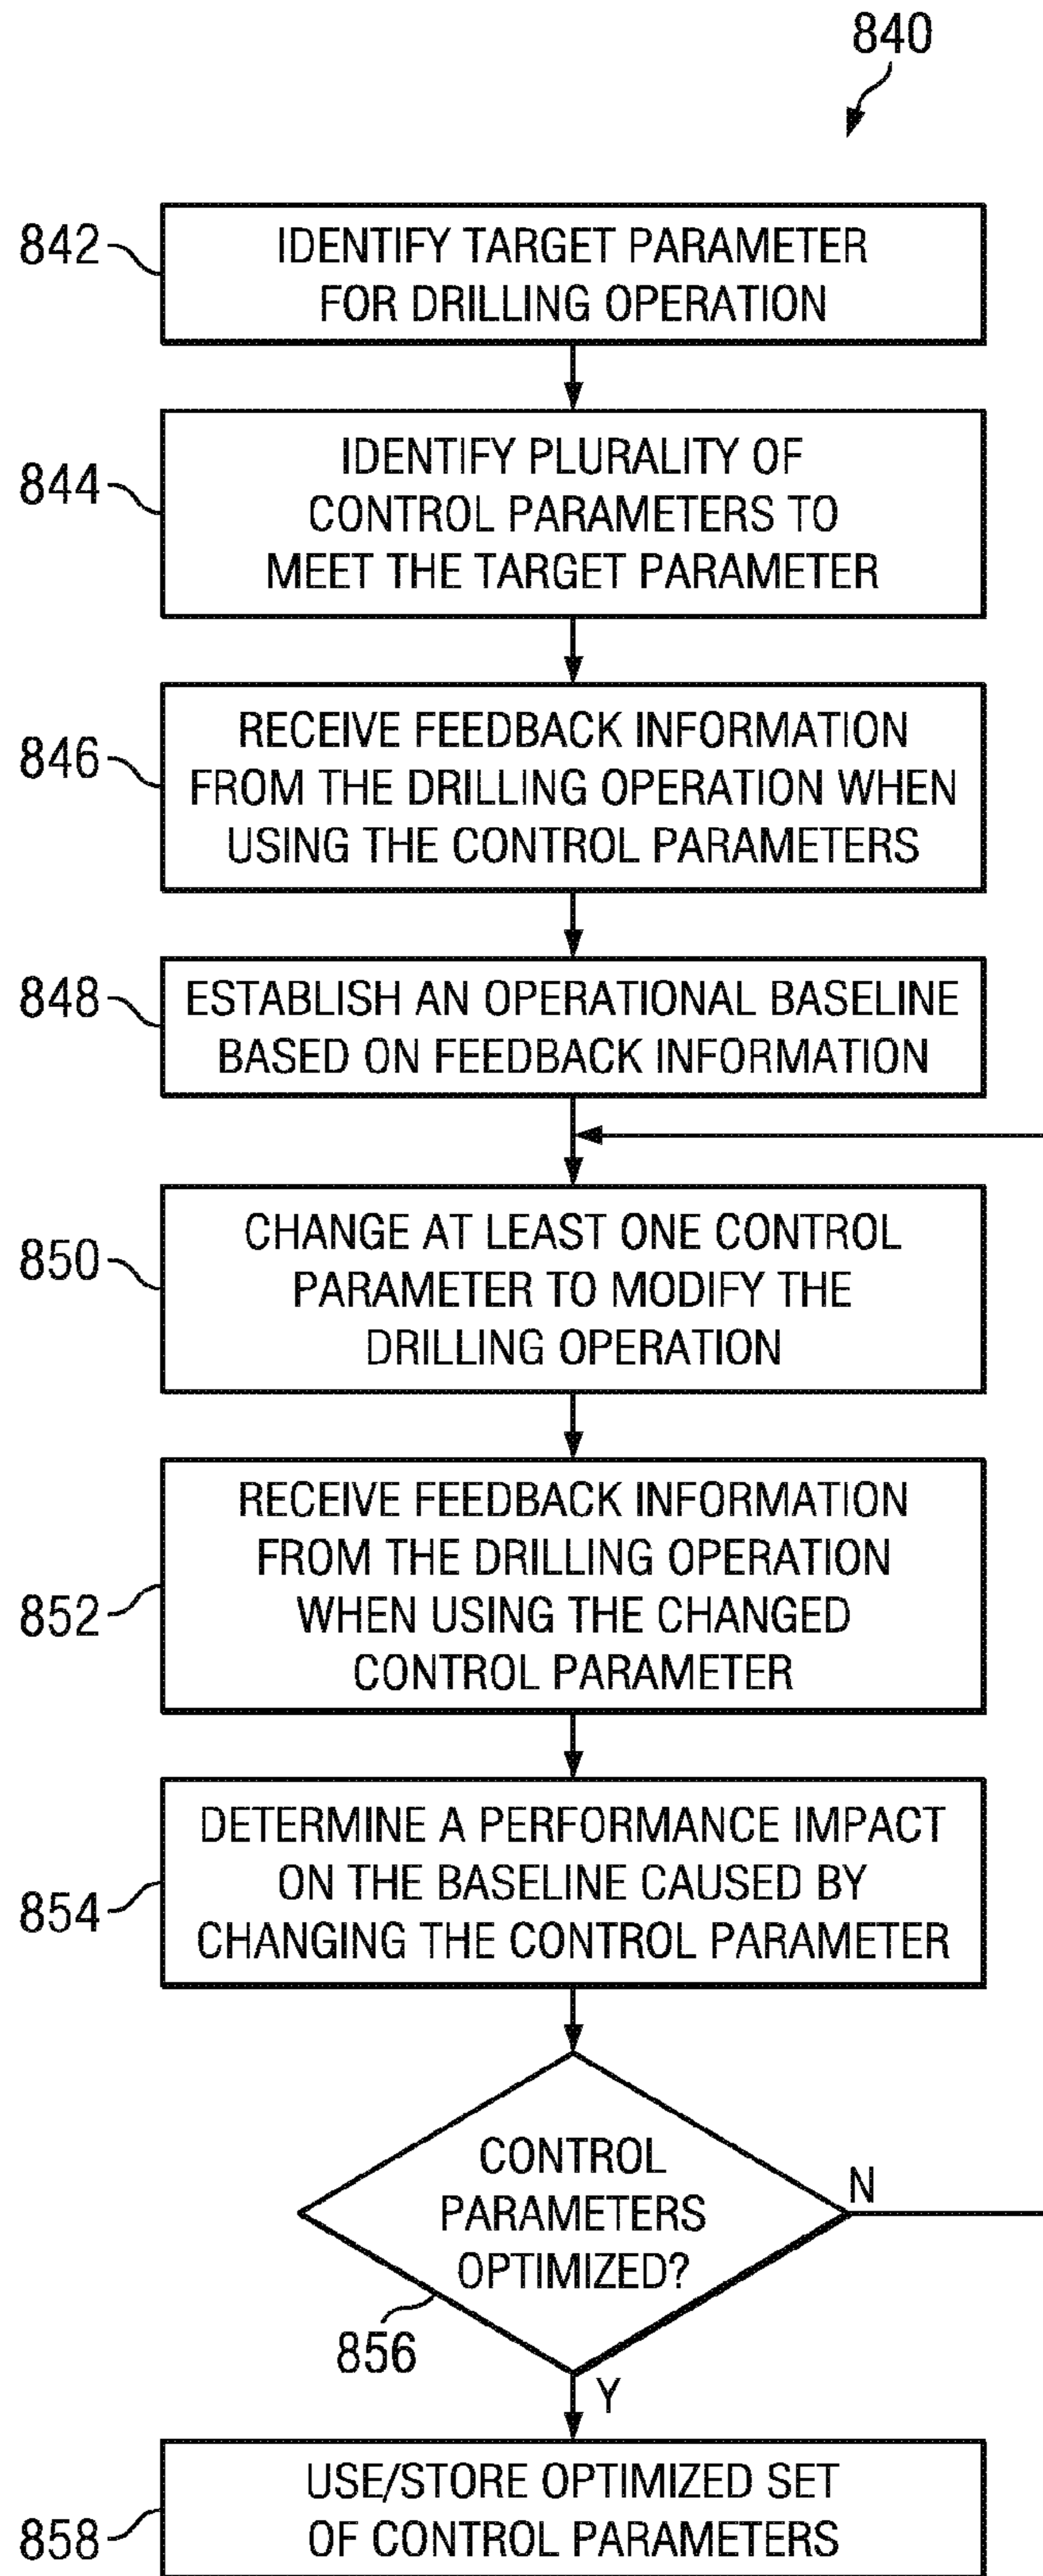 840
842
IDENTIFY TARGET PARAMETER
FOR DRILLING OPERATION
844
IDENTIFY PLURALITY OF
CONTROL PARAMETERS TO
MEET THE TARGET PARAMETER
846
RECEIVE FEEDBACK INFORMATION
FROM THE DRILLING OPERATION WHEN
USING THE CONTROL PARAMETERS
848
ESTABLISH AN OPERATIONAL BASELINE
BASED ON FEEDBACK INFORMATION
850
CHANGE AT LEAST ONE CONTROL
PARAMETER TO MODIFY THE
DRILLING OPERATION
852
RECEIVE FEEDBACK INFORMATION
FROM THE DRILLING OPERATION
WHEN USING THE CHANGED
CONTROL PARAMETER
854
DETERMINE A PERFORMANCE IMPACT
ON THE BASELINE CAUSED BY
CHANGING THE CONTROL PARAMETER
CONTROL
PARAMETERS
OPTIMIZED?
N
856
Y
858
USE/STORE OPTIMIZED SET
OF CONTROL PARAMETERS